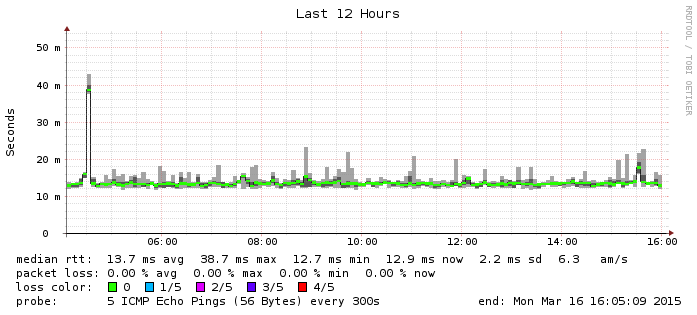 Last 12 Hours
RRDTOOL / TOBI OETIKER
Seconds
50 m
40 m
30 m
20 m
10 m
0
06:00 08:00 10:00 12:00 14:00 16:00
median rtt: 13.7 ms avg 38.7 ms max 12.7 ms min 12.9 ms now 2.2 ms sd 6.3 am/s
packet loss: 0.00 % avg 0.00 % max 0.00 % min 0.00 % now
loss color: 0 1/5 2/5 3/5 4/5
probe: 5 ICMP Echo Pings (56 Bytes) every 300s end: Mon Mar 16 16:05:09 2015